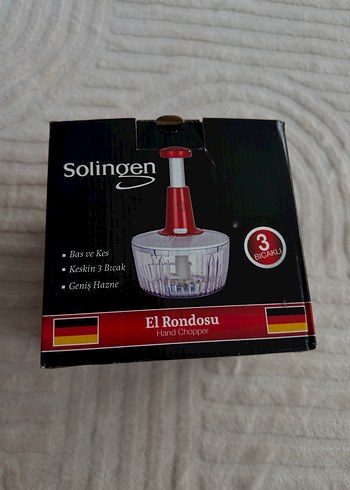 Solingen
Bas ve Kes
Keskin 3 Bıçak
Geniş Hazne
3
BIÇAKLI
El Rondosu
Hand Chopper